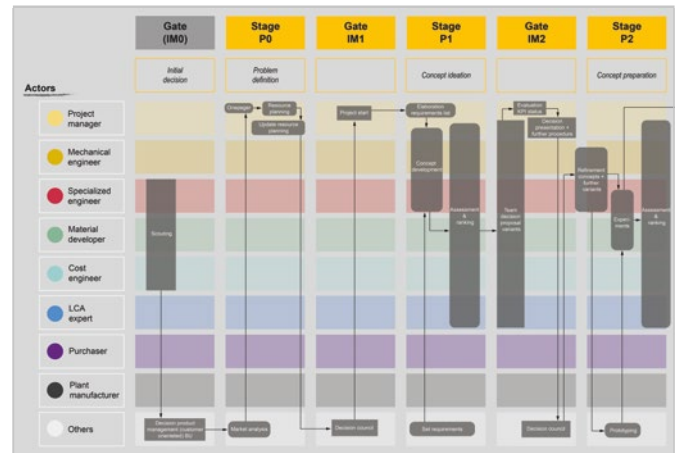 Gate
(IM0)
Stage
P0
Gate
IM1
Stage
P1
Gate
IM2
Stage
P2
Initial
decision
Problem
definition
Concept ideation
Concept preparation
Actors
Project
manager
Mechanical
engineer
Specialized
engineer
Material
developer
Cost
engineer
LCA
expert
Purchaser
Plant
manufacturer
Others
Scouting
Decision product
management (customer
orientated) EU
Onepager
Resource
planning
Update resource
planning
Market analysis
Project start
Decision council
Elaboration
requirements list
Concept
development
Assessment
& ranking
Set requirements
Team
decision
proposal
variants
Evaluation
KPI status
Decision
presentation +
further procedure
Decision council
Refinement
concepts +
further
variants
Experi-
ments
Assessment
& ranking
Prototyping